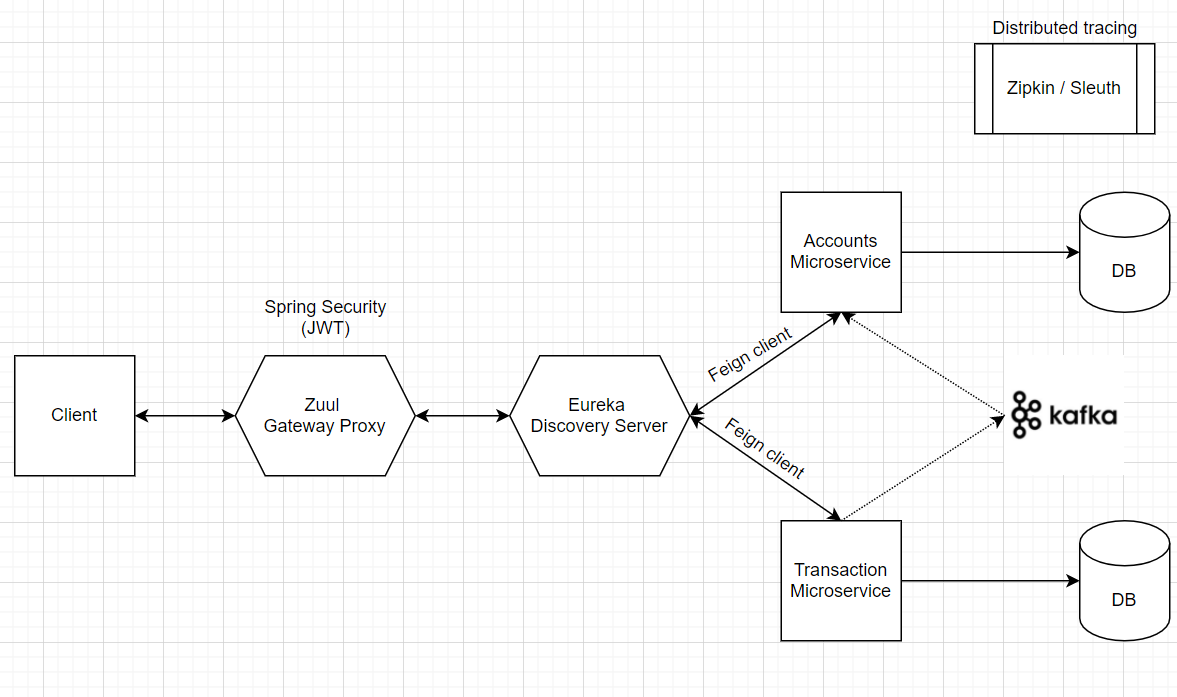 Distributed tracing
Zipkin / Sleuth
Accounts
Microservice
DB
Spring Security
(JWT)
Feign client
Client
Zuul
Gateway Proxy
Eureka
Discovery Server
kafka
Feign client
Transaction
Microservice
DB